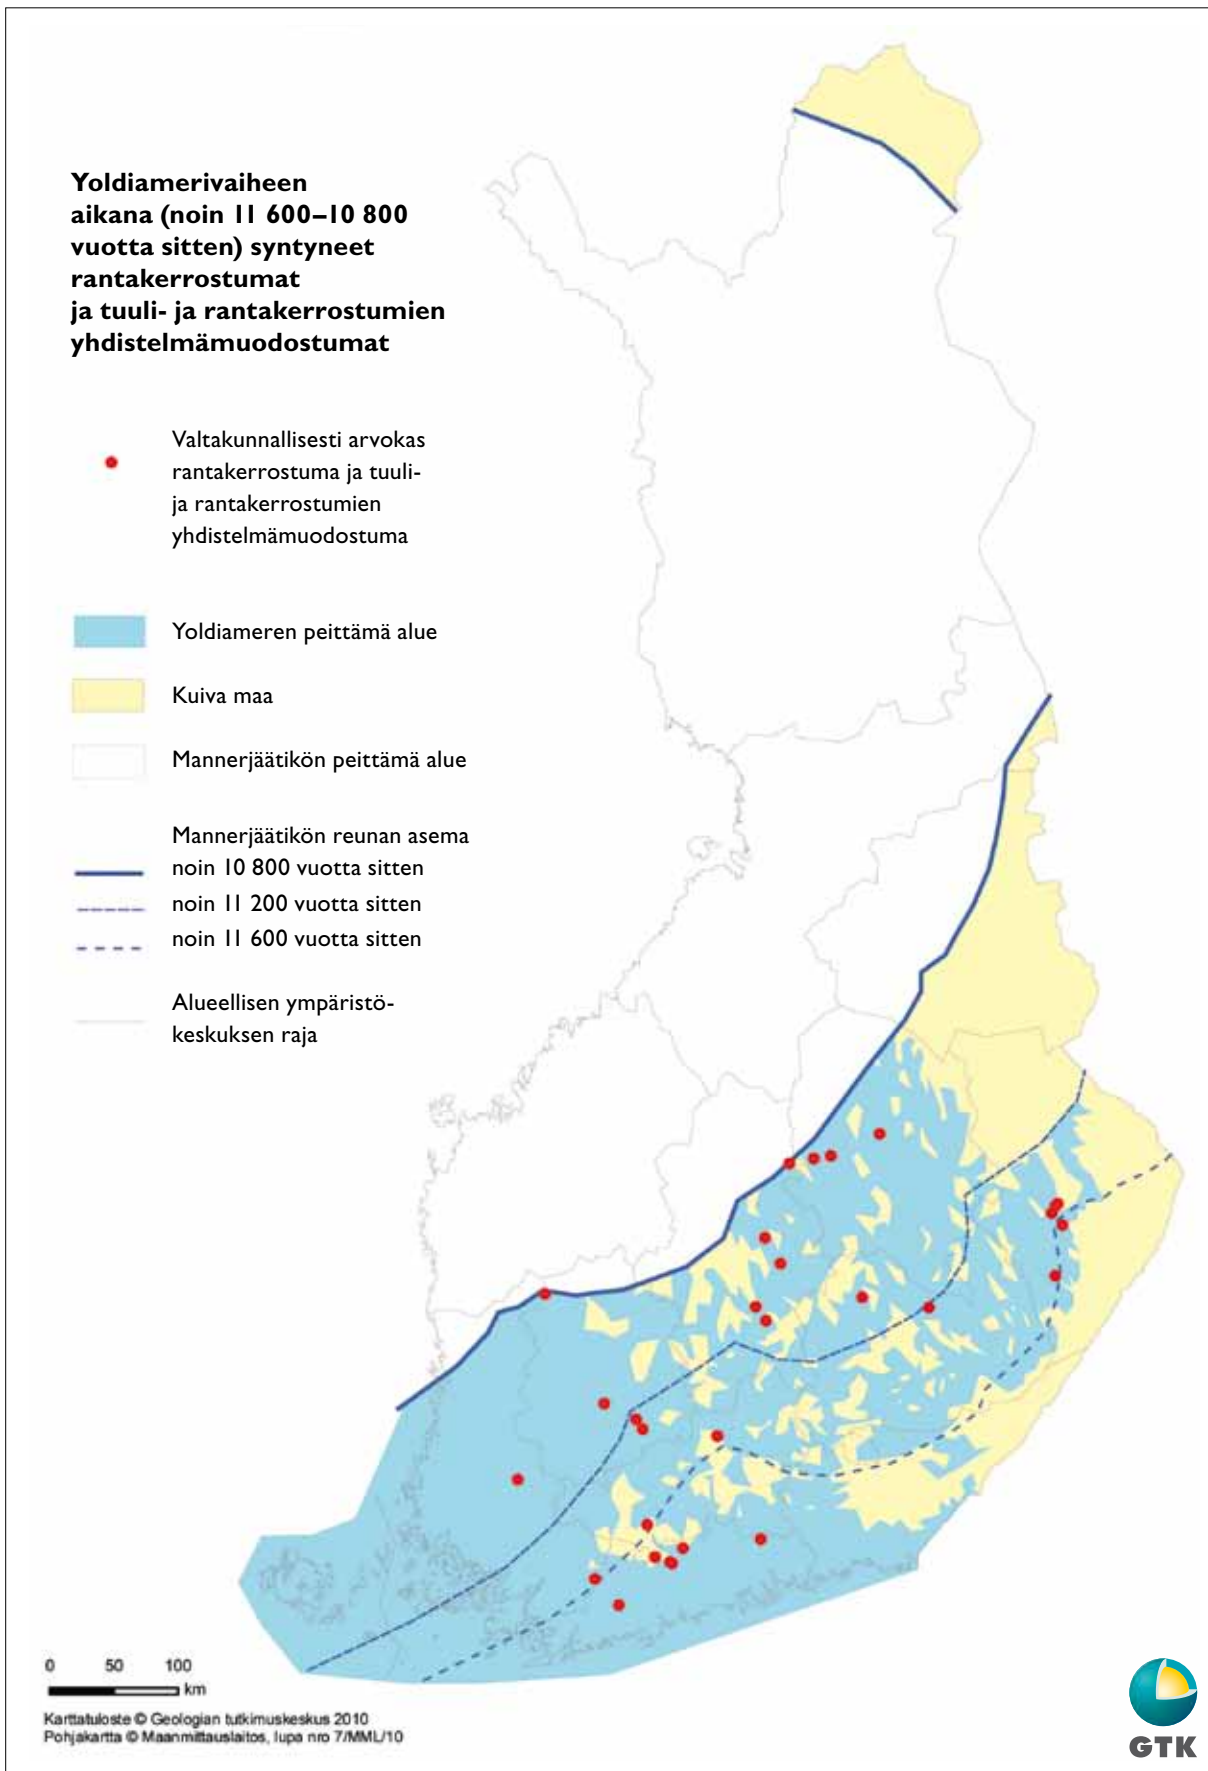 Yoldiamerivaiheen
aikana (noin 11 600–10 800
vuotta sitten) syntyneet
rantakerrostumat
ja tuuli- ja rantakerrostumien
yhdistelmämuodostumat
Valtakunnallisesti arvokas
rantakerrostuma ja tuuli-
ja rantakerrostumien
yhdistelmämuodostuma
Yoldiameren peittämä alue
Kuiva maa
Mannerjäätikön peittämä alue
Mannerjäätikön reunan asema
noin 10 800 vuotta sitten
noin 11 200 vuotta sitten
noin 11 600 vuotta sitten
Alueellisen ympäristö-
keskuksen raja
0 50 100
km
Karttatuloste © Geologian tutkimuskeskus 2010
Pohjakartta © Maanmittauslaitos, lupa nro 7/MML/10
GTK